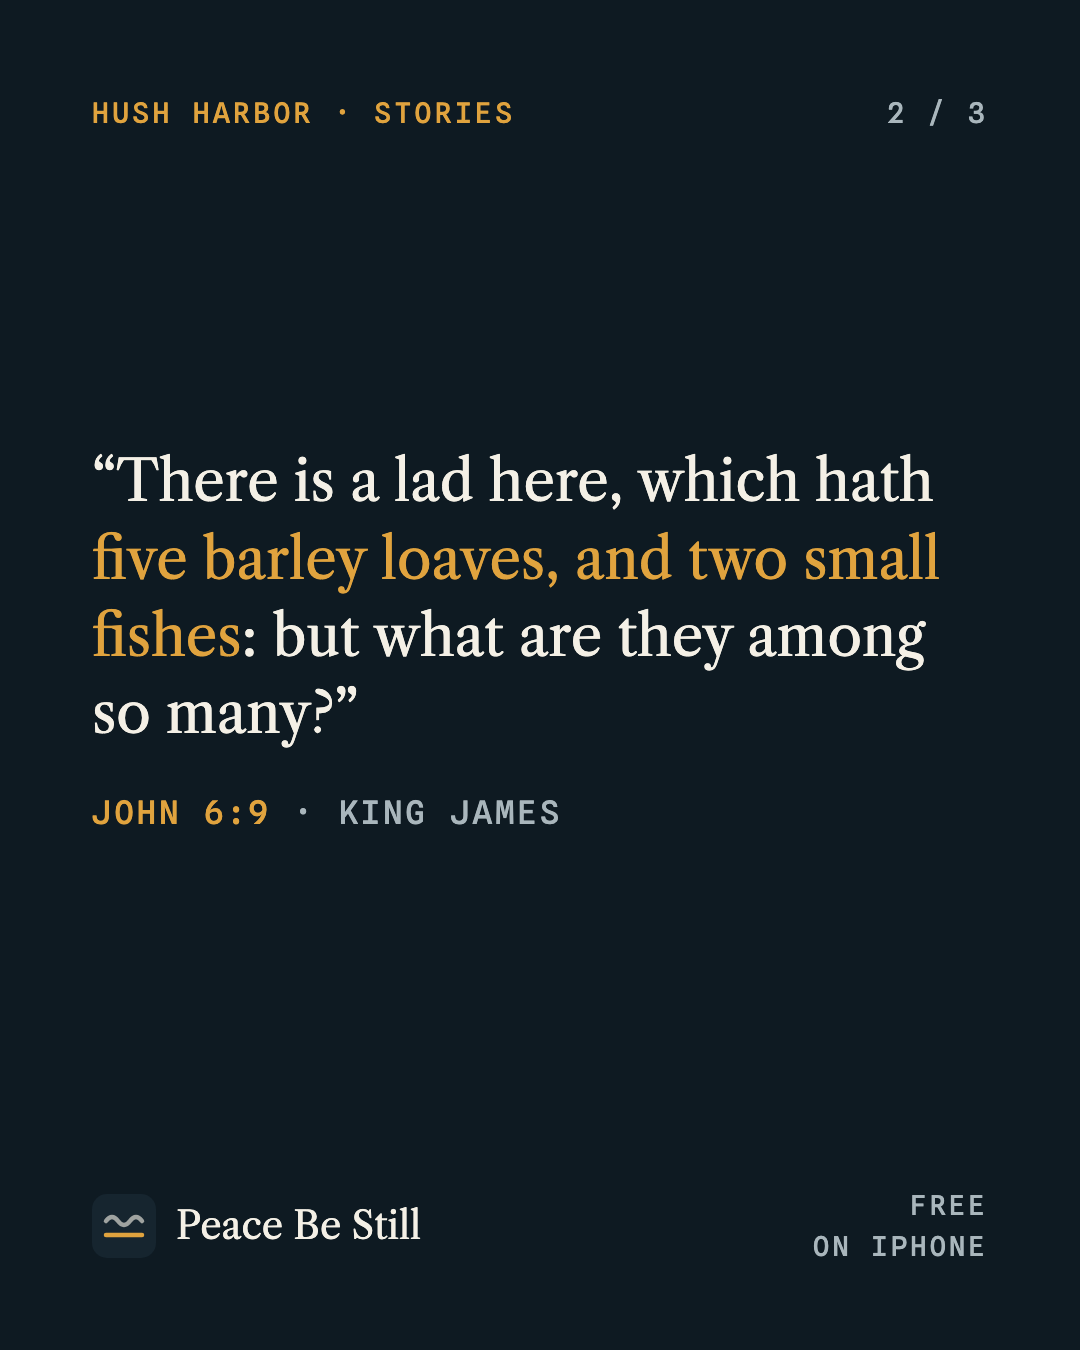 HUSH HARBOR · STORIES
2 / 3
“There is a lad here, which hath
five barley loaves, and two small
fishes: but what are they among
so many?”
JOHN 6:9 · KING JAMES
Peace Be Still
FREE
ON IPHONE